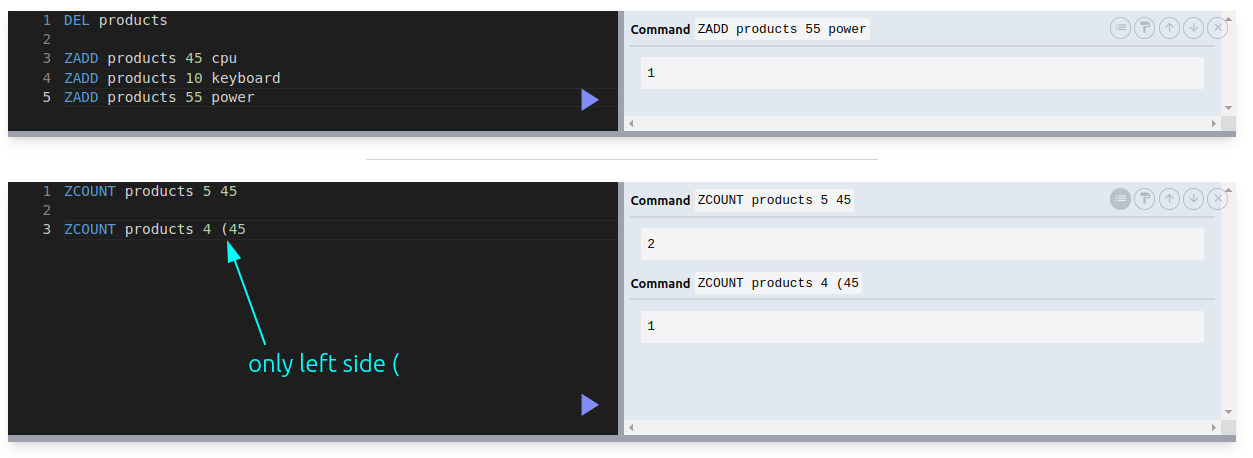 1 DEL products
2
3 ZADD products 45 cpu
4 ZADD products 10 keyboard
5 ZADD products 55 power
Command ZADD products 55 power
1
1 ZCOUNT products 5 45
2
3 ZCOUNT products 4 (45
only left side (
Command ZCOUNT products 5 45
2
Command ZCOUNT products 4 (45
1